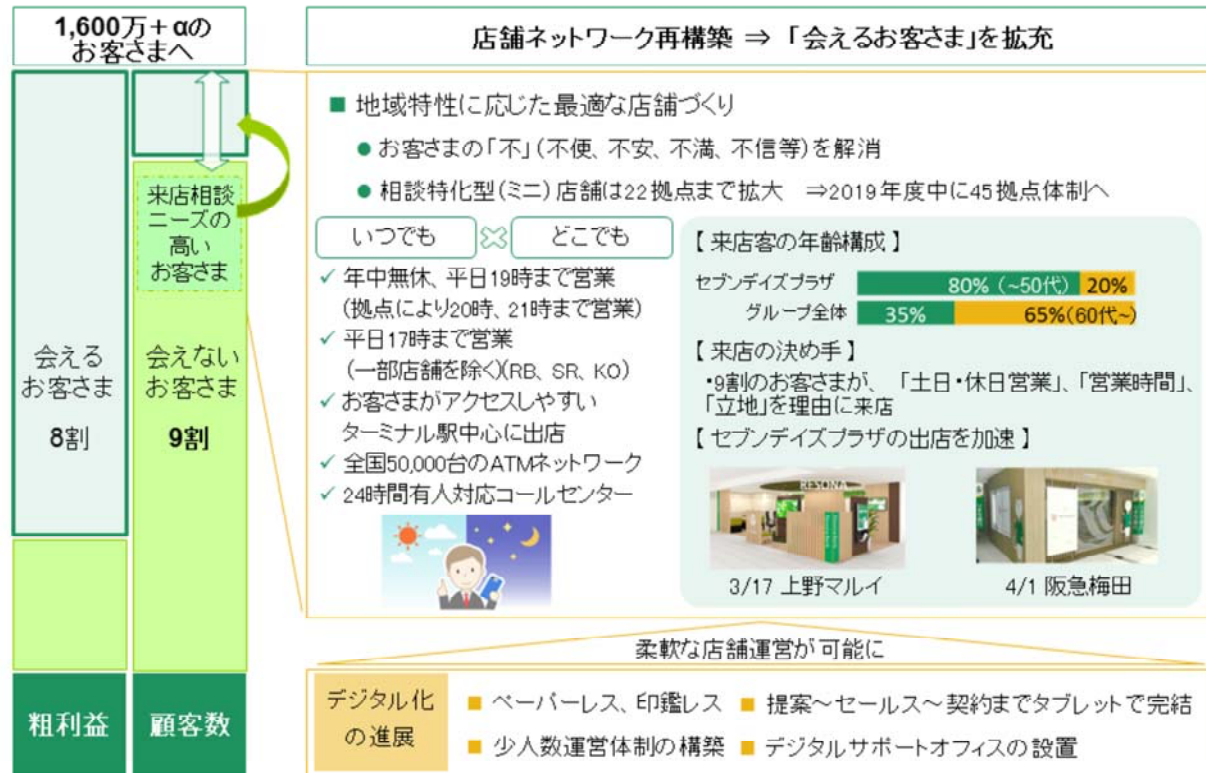 1,600万+αの
お客さまへ
店舗ネットワーク再構築 ⇒ 「会えるお客さま」を拡充
来店相談
ニーズの
高い
お客さま
会える
お客さま
8割
会えない
お客さま
9割
粗利益
顧客数
■ 地域特性に応じた最適な店舗づくり
● お客さまの「不」(不便、不安、不満、不信等)を解消
● 相談特化型(ミニ)店舗は22拠点まで拡大 ⇒2019年度中に45拠点体制へ
いつでも × どこでも
✓ 年中無休、平日19時まで営業
(拠点により20時、21時まで営業)
✓ 平日17時まで営業
(一部店舗を除く)(RB、SR、KO)
✓ お客さまがアクセスしやすい
ターミナル駅中心に出店
✓ 全国50,000台のATMネットワーク
✓ 24時間有人対応コールセンター
【 来店客の年齢構成 】
セブンデイズプラザ 80% (~50代) 20%
グループ全体 35% 65%(60代~)
【 来店の決め手 】
・9割のお客さまが、「土日・休日営業」、「営業時間」、
「立地」を理由に来店
【 セブンデイズプラザの出店を加速 】
RESONA
3/17 上野マルイ
4/1 阪急梅田
柔軟な店舗運営が可能に
デジタル化
の進展
■ ペーパーレス、印鑑レス ■ 提案~セールス~契約までタブレットで完結
■ 少人数運営体制の構築 ■ デジタルサポートオフィスの設置